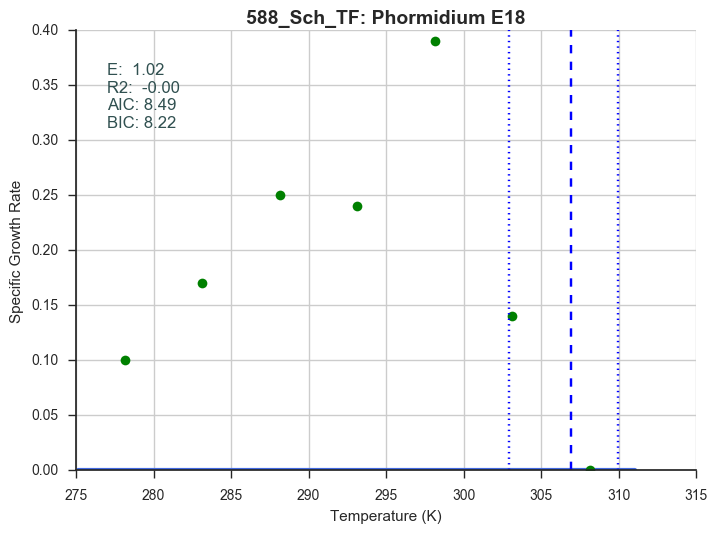 588_Sch_TF: Phormidium E18
0.40
0.35
0.30
0.25
0.20
0.15
0.10
0.05
0.00
E:  1.02
R2:  -0.00
AIC: 8.49
BIC: 8.22
Specific Growth Rate
275 280 285 290 295 300 305 310 315
Temperature (K)